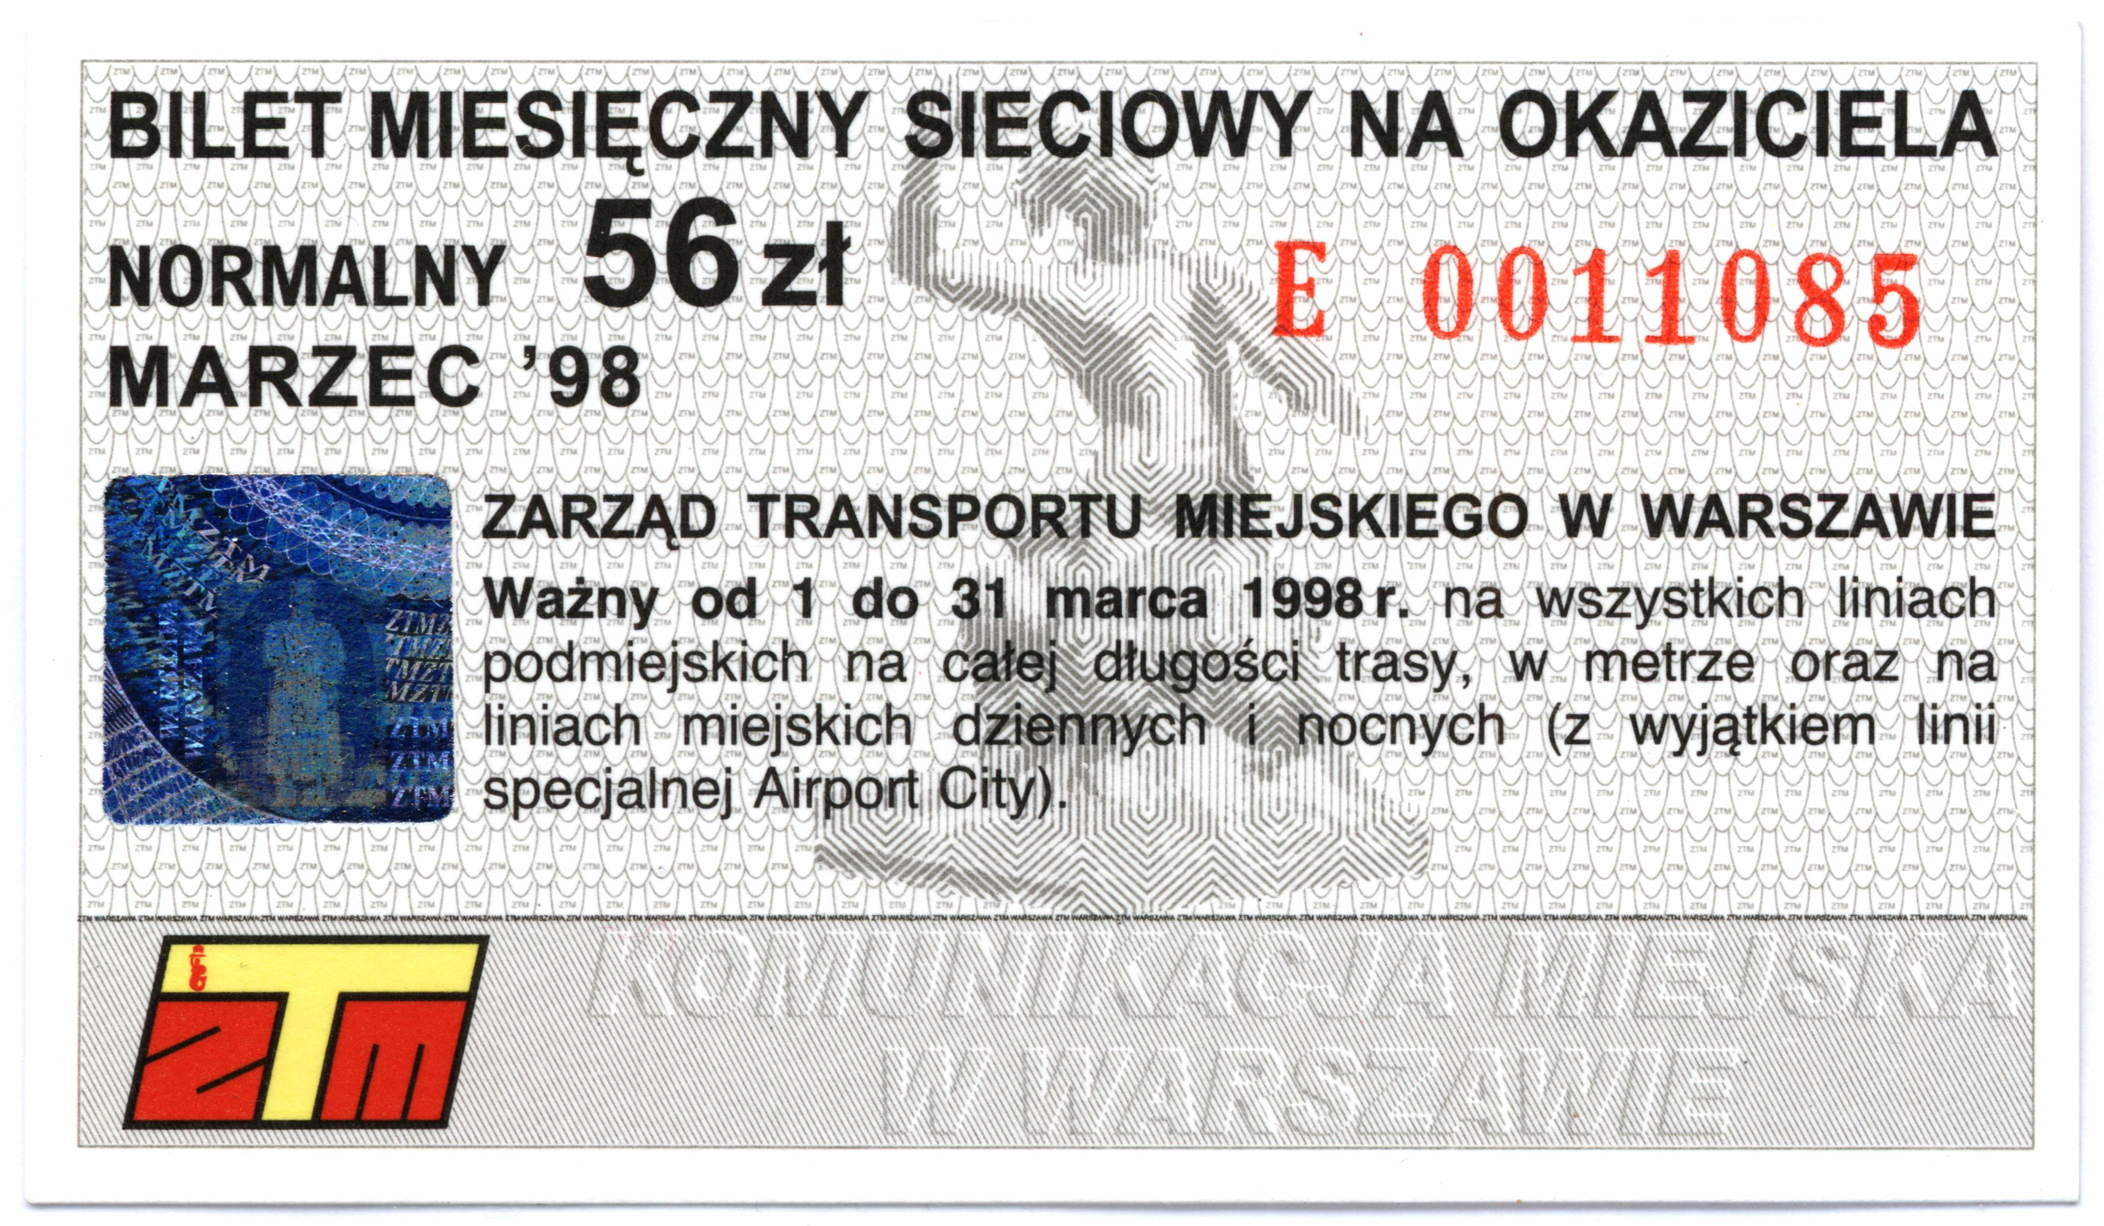 BILET MIESIĘCZNY SIECIOWY NA OKAZICIELA
NORMALNY 56 zł
E 0011085
MARZEC '98
ZARZĄD TRANSPORTU MIEJSKIEGO W WARSZAWIE
Ważny od 1 do 31 marca 1998 r. na wszystkich liniach
podmiejskich na całej długości trasy, w metrze oraz na
liniach miejskich dziennych i nocnych (z wyjątkiem linii
specjalnej Airport City).
ZTM
KOMUNIKACJA MIEJSKA
W WARSZAWIE